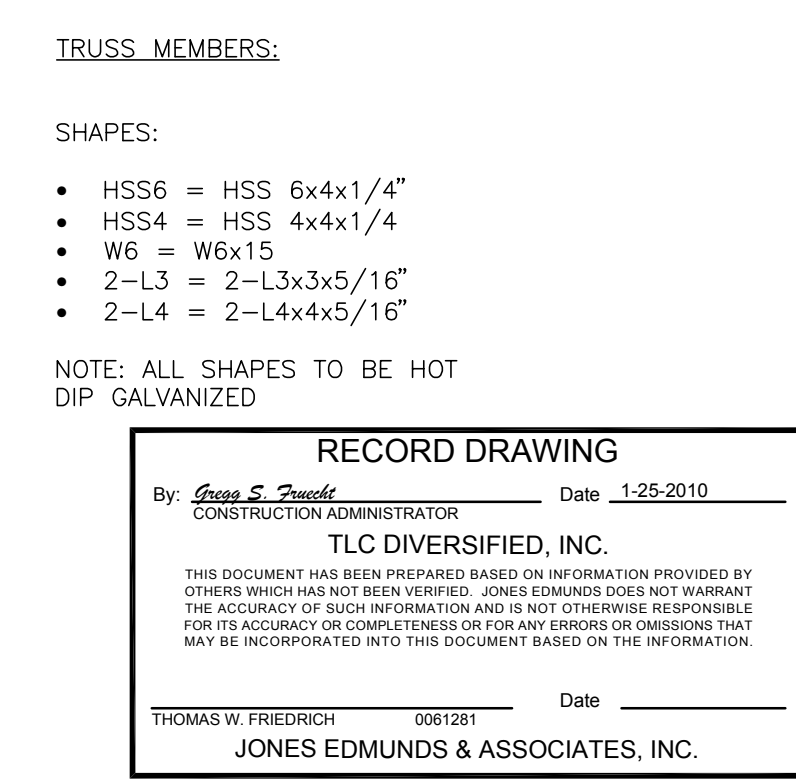 TRUSS MEMBERS:
SHAPES:
• HSS6 = HSS 6x4x1/4"
• HSS4 = HSS 4x4x1/4
• W6 = W6x15
• 2-L3 = 2-L3x3x5/16"
• 2-L4 = 2-L4x4x5/16"
NOTE: ALL SHAPES TO BE HOT
DIP GALVANIZED
RECORD DRAWING
By: Gregg S. Fruecht Date 1-25-2010
CONSTRUCTION ADMINISTRATOR
TLC DIVERSIFIED, INC.
THIS DOCUMENT HAS BEEN PREPARED BASED ON INFORMATION PROVIDED BY
OTHERS WHICH HAS NOT BEEN VERIFIED. JONES EDMUNDS DOES NOT WARRANT
THE ACCURACY OF SUCH INFORMATION AND IS NOT OTHERWISE RESPONSIBLE
FOR ITS ACCURACY OR COMPLETENESS OR FOR ANY ERRORS OR OMISSIONS THAT
MAY BE INCORPORATED INTO THIS DOCUMENT BASED ON THE INFORMATION.
Date
THOMAS W. FRIEDRICH 0061281
JONES EDMUNDS & ASSOCIATES, INC.